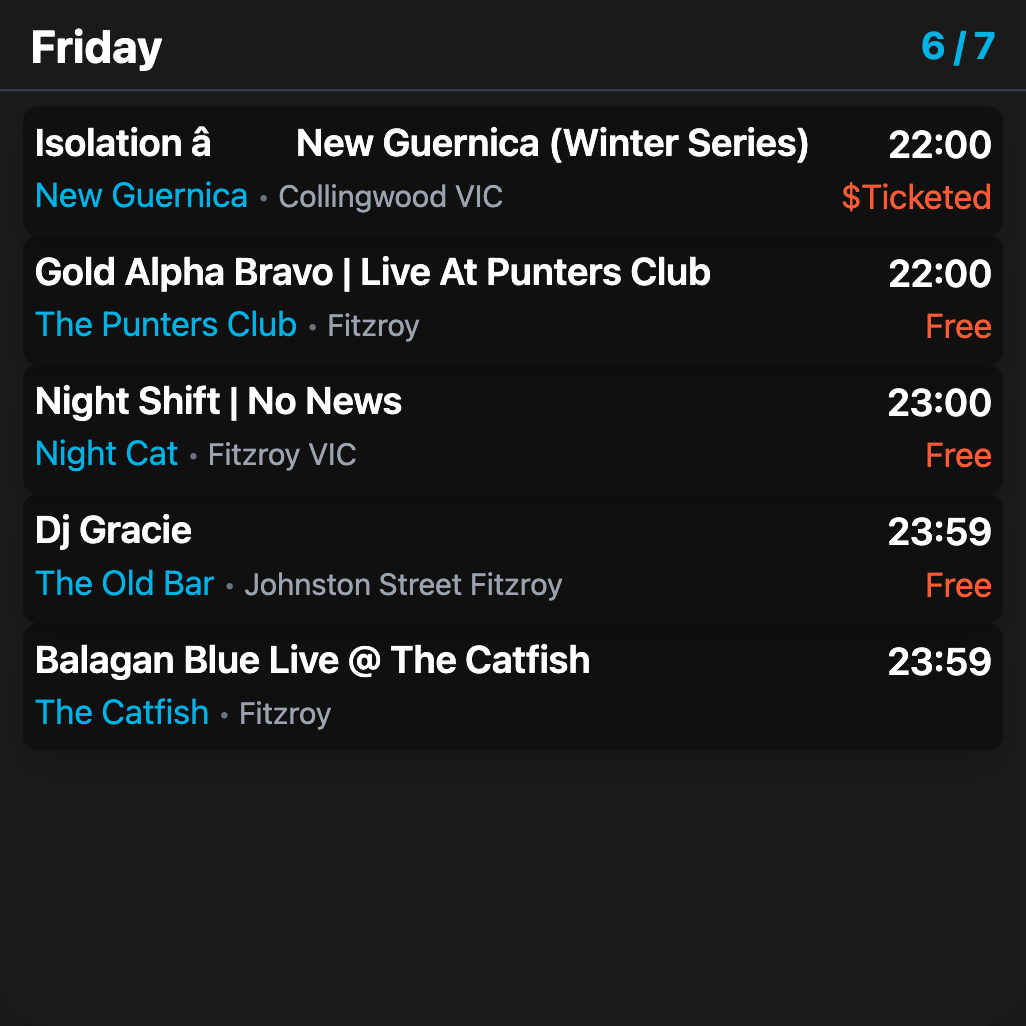 Friday 6 / 7
Isolation â New Guernica (Winter Series) 22:00
New Guernica • Collingwood VIC $Ticketed
Gold Alpha Bravo | Live At Punters Club 22:00
The Punters Club • Fitzroy Free
Night Shift | No News 23:00
Night Cat • Fitzroy VIC Free
Dj Gracie 23:59
The Old Bar • Johnston Street Fitzroy Free
Balagan Blue Live @ The Catfish 23:59
The Catfish • Fitzroy